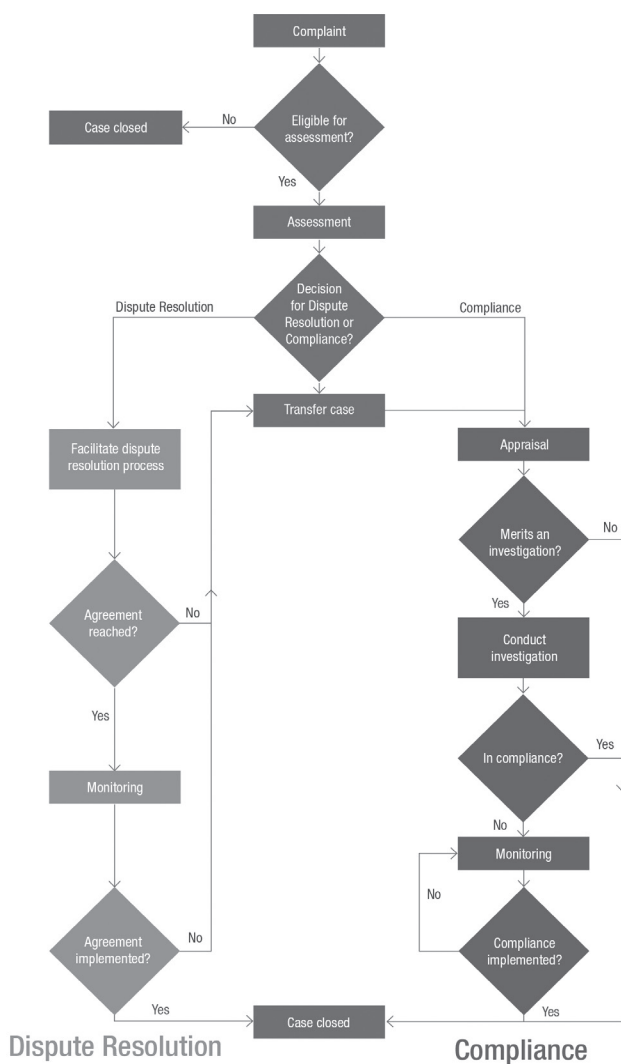 Complaint
Eligible for
assessment?
No
Case closed
Yes
Assessment
Decision
for Dispute
Resolution or
Compliance?
Dispute Resolution
Compliance
Transfer case
Facilitate dispute
resolution process
Appraisal
Merits an
investigation?
No
Yes
Agreement
reached?
No
Yes
Conduct
investigation
In compliance?
Yes
No
Monitoring
Monitoring
No
Agreement
implemented?
No
Compliance
implemented?
Yes
Case closed
Yes
Dispute Resolution
Compliance